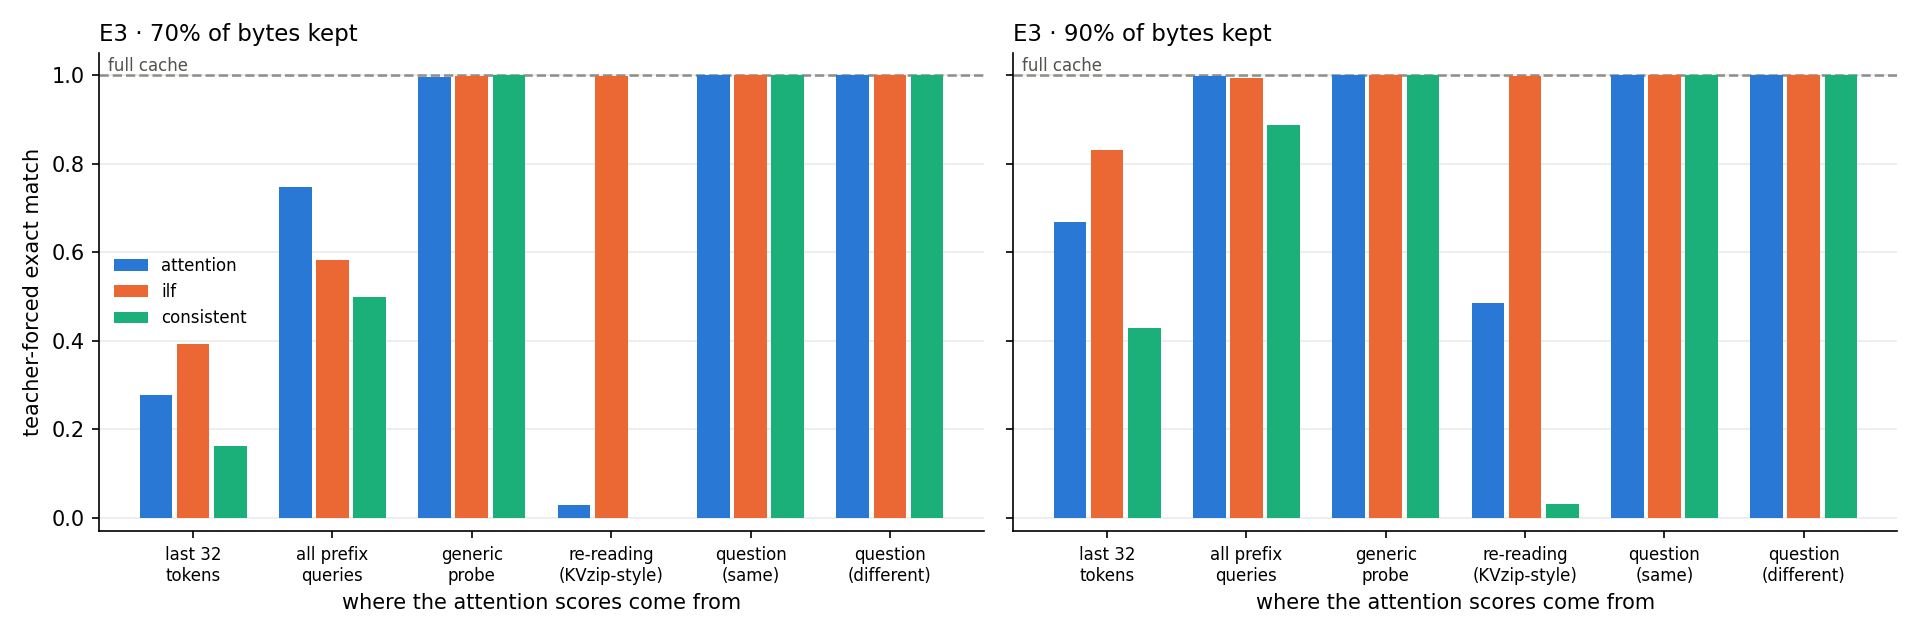 E3 · 70% of bytes kept
full cache
1.0
0.8
0.6
0.4
0.2
0.0
teacher-forced exact match
attention
ilf
consistent
last 32
tokens
all prefix
queries
generic
probe
re-reading
(KVzip-style)
question
(same)
question
(different)
where the attention scores come from
E3 · 90% of bytes kept
full cache
last 32
tokens
all prefix
queries
generic
probe
re-reading
(KVzip-style)
question
(same)
question
(different)
where the attention scores come from